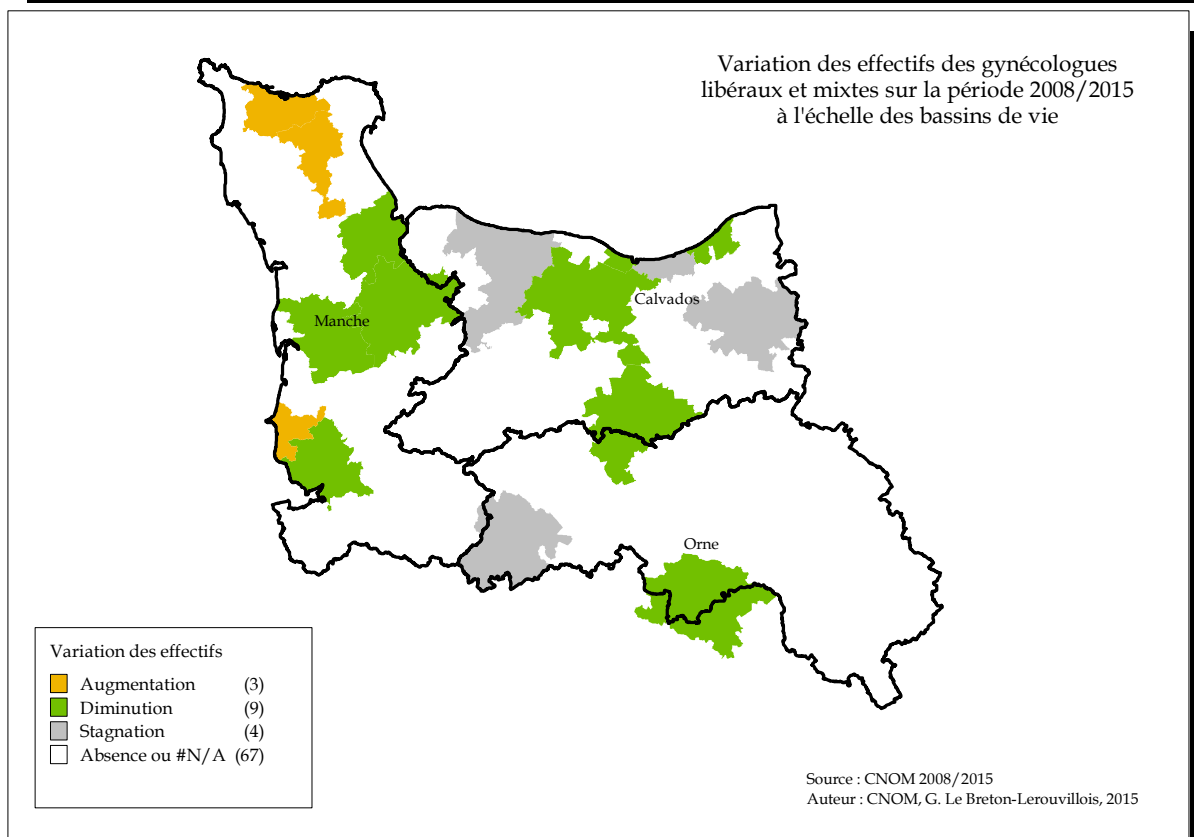 Variation des effectifs des gynécologues
libéraux et mixtes sur la période 2008/2015
à l'échelle des bassins de vie
Calvados
Manche
Orne
Variation des effectifs
Augmentation (3)
Diminution (9)
Stagnation (4)
Absence ou #N/A (67)
Source : CNOM 2008/2015
Auteur : CNOM, G. Le Breton-Lerouvillois, 2015